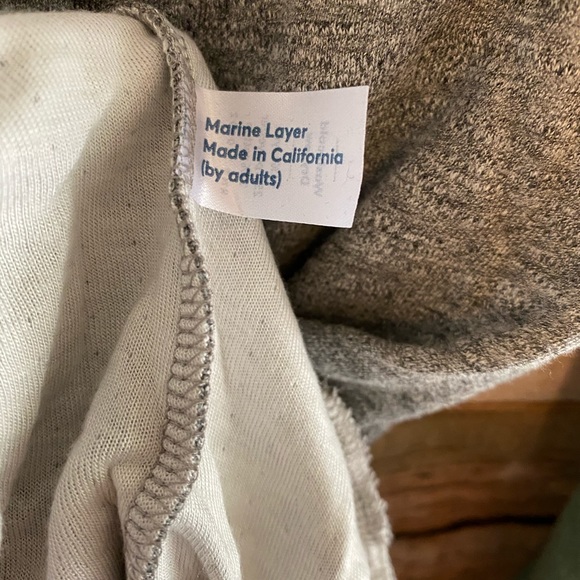 Marine Layer
Made in California
(by adults)